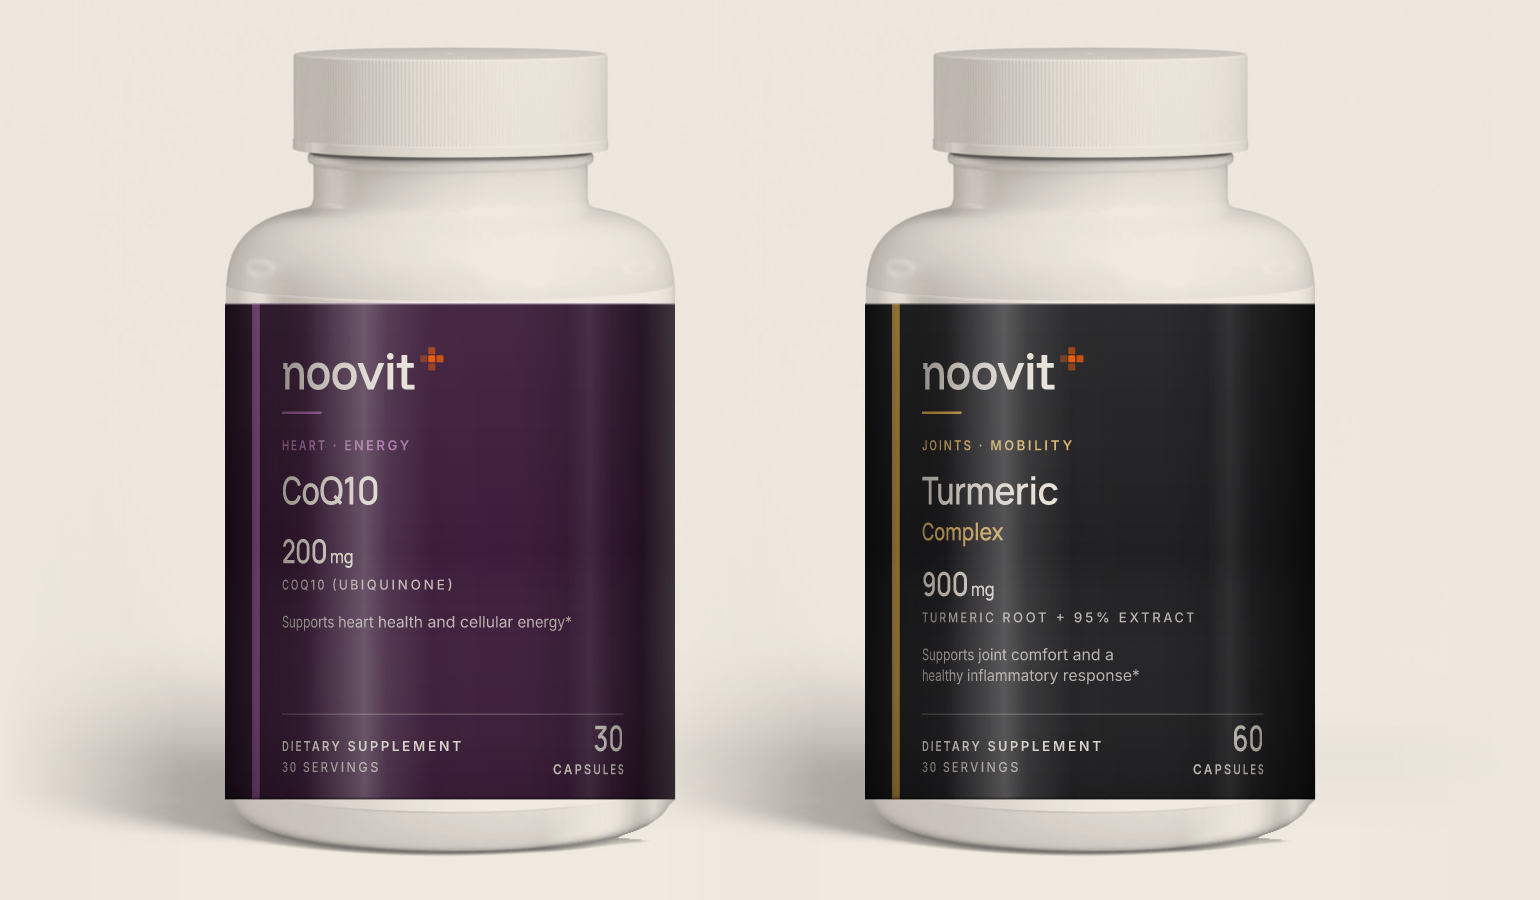 noovit
HEART · ENERGY
CoQ10
200 mg
COQ10 (UBIQUINONE)
Supports heart health and cellular energy*
DIETARY SUPPLEMENT
30 SERVINGS
30
CAPSULES
noovit
JOINTS · MOBILITY
Turmeric
Complex
900 mg
TURMERIC ROOT + 95% EXTRACT
Supports joint comfort and a
healthy inflammatory response*
DIETARY SUPPLEMENT
30 SERVINGS
60
CAPSULES